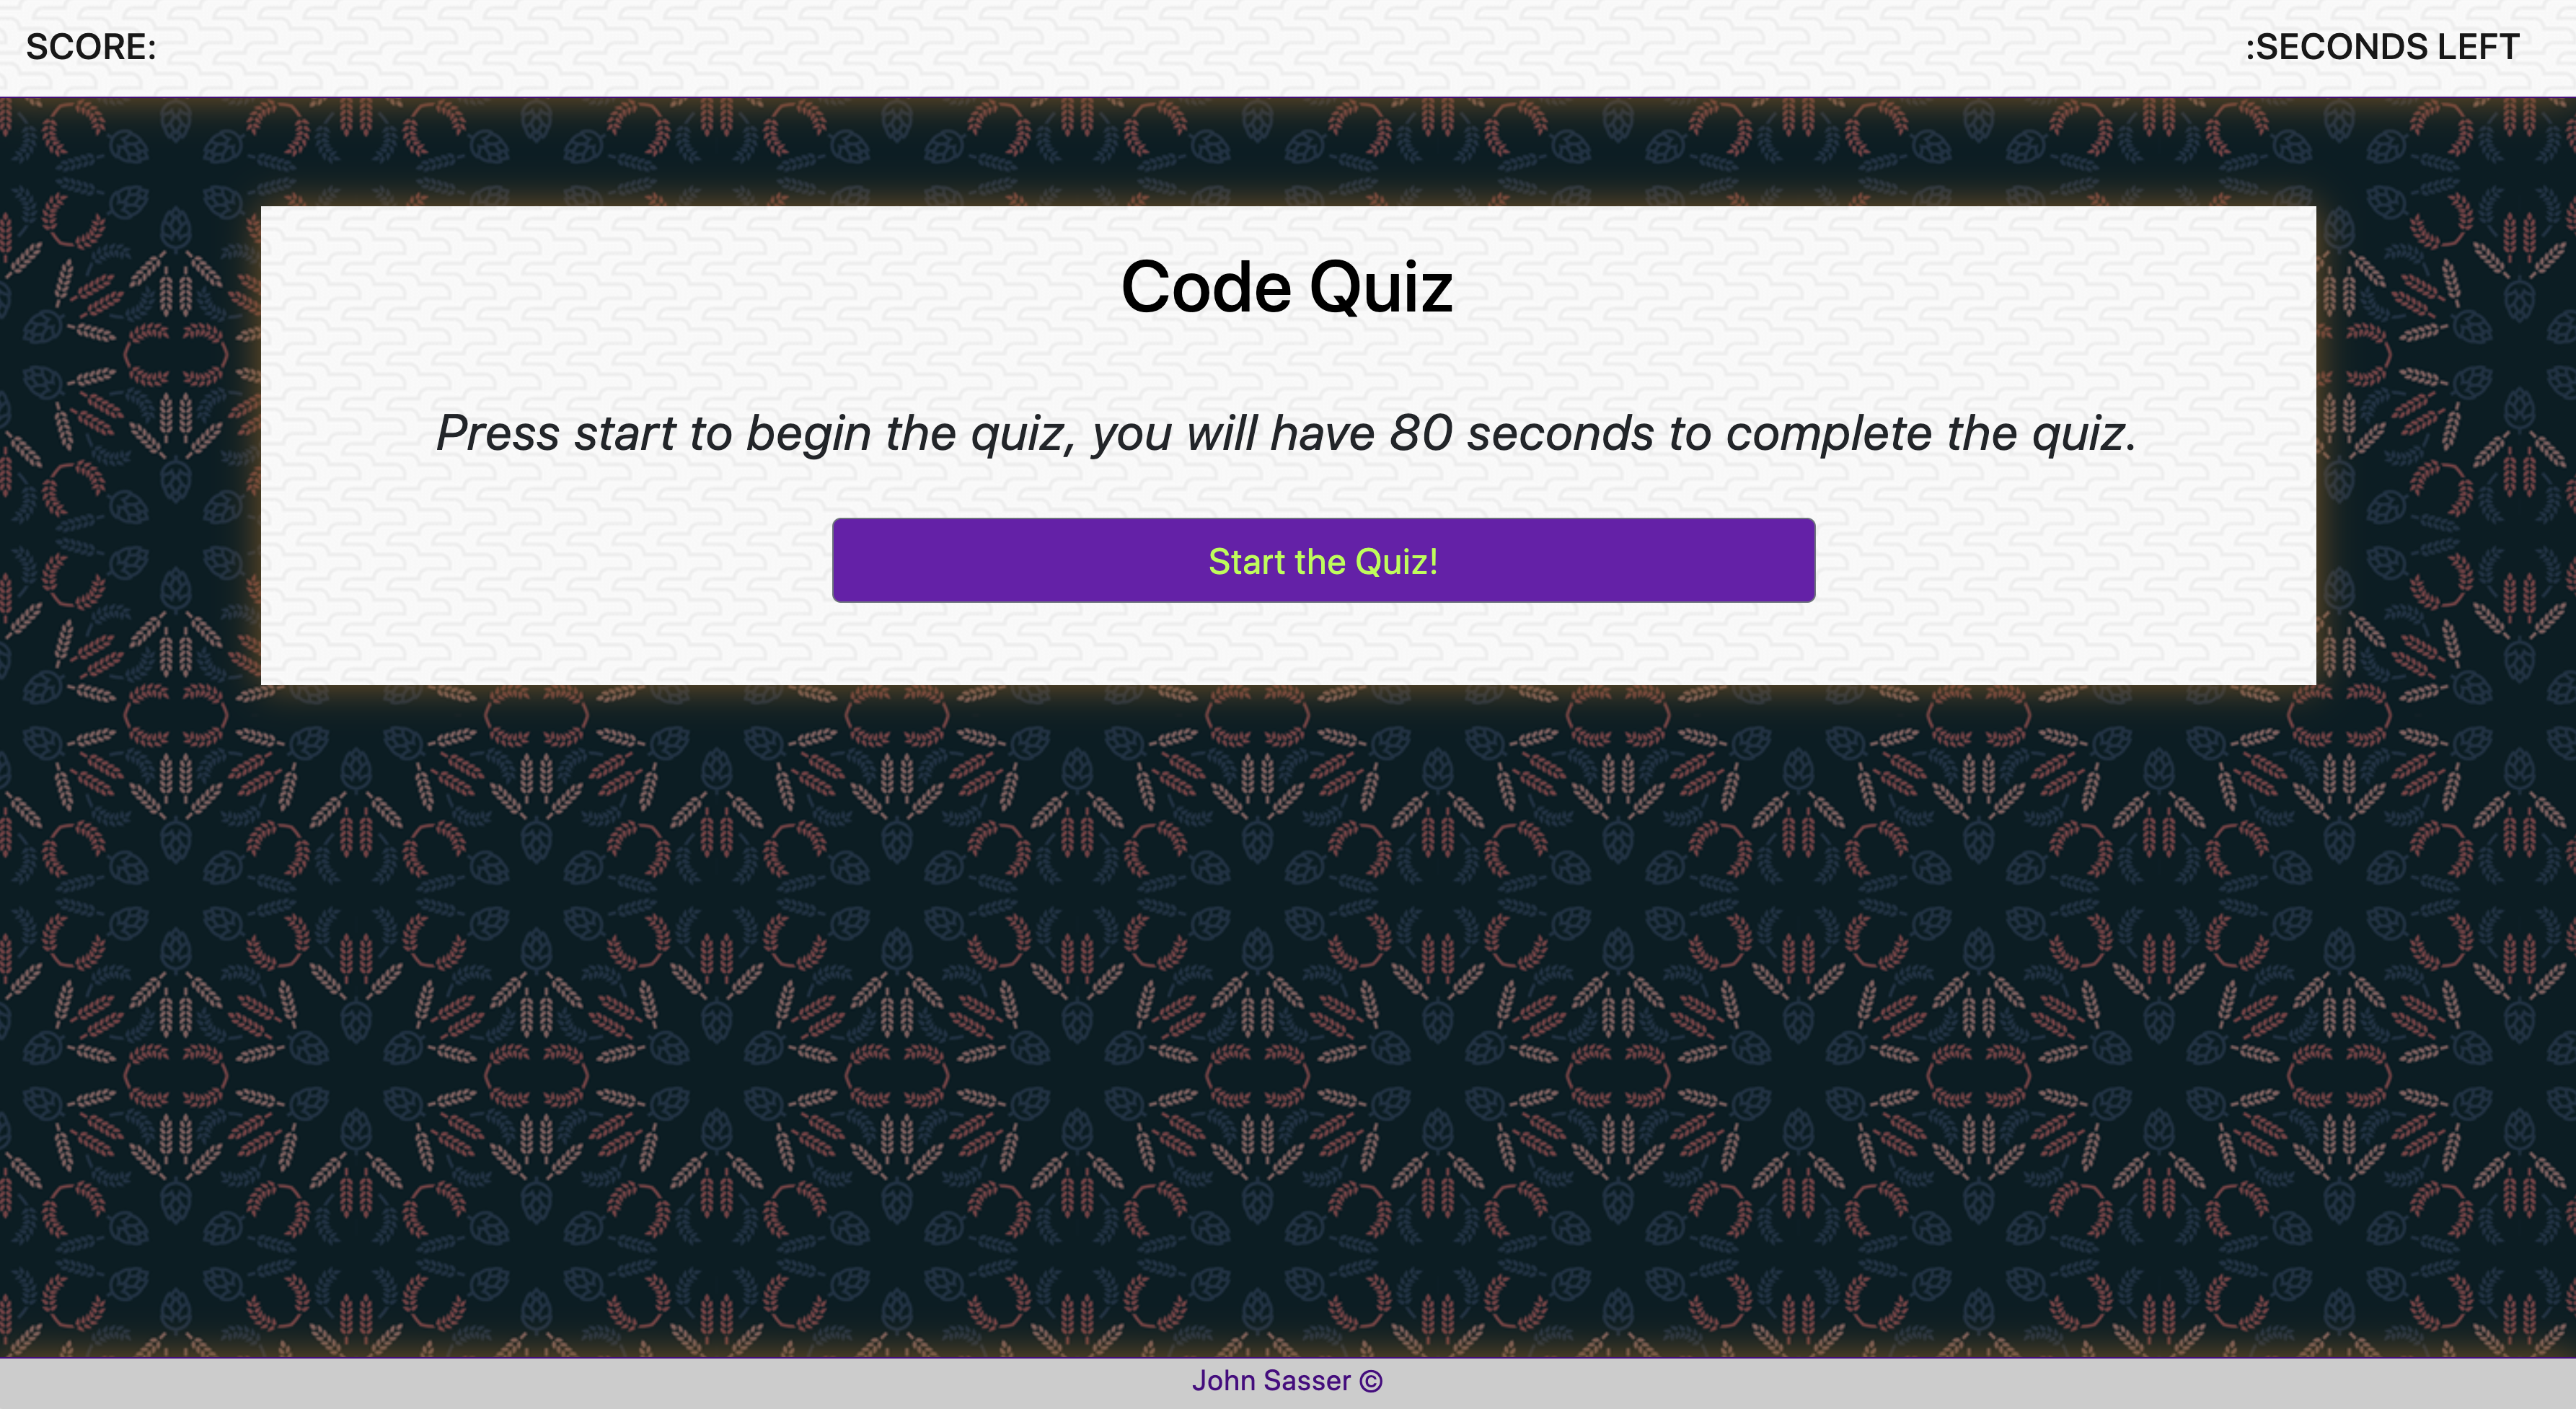 SCORE:
:SECONDS LEFT
Code Quiz
Press start to begin the quiz, you will have 80 seconds to complete the quiz.
Start the Quiz!
John Sasser ©